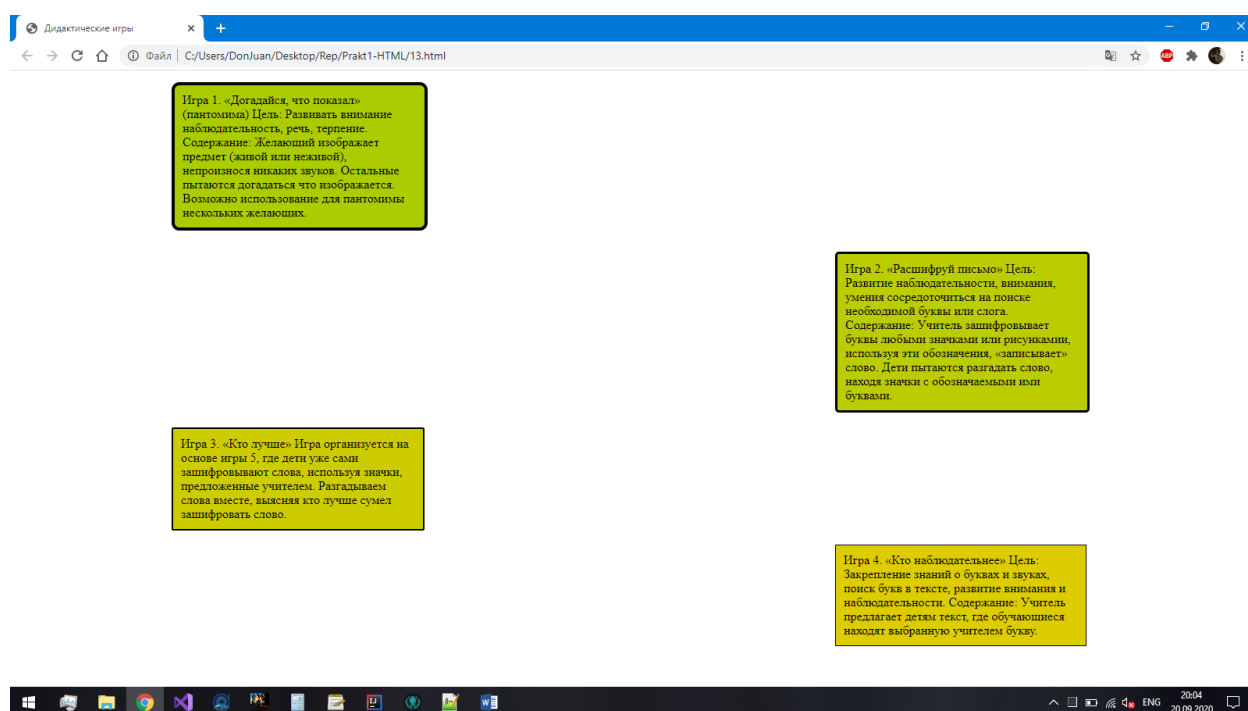 Дидактические игры
Файл | C:/Users/DonJuan/Desktop/Rep/Prakt1-HTML/13.html
ABP
Игра 1. «Догадайся, что показал»
(пантомима) Цель: Развивать внимание
наблюдательность, речь, терпение.
Содержание: Желающий изображает
предмет (живой или неживой),
непроизнося никаких звуков. Остальные
пытаются догадаться что изображается.
Возможно использование для пантомимы
нескольких желающих.
Игра 2. «Расшифруй письмо» Цель:
Развитие наблюдательности, внимания,
умения сосредоточиться на поиске
необходимой буквы или слога.
Содержание: Учитель зашифровывает
буквы любыми значками или рисункамии,
используя эти обозначения, «записывает»
слово. Дети пытаются разгадать слово,
находя значки с обозначаемыми ими
буквами.
Игра 3. «Кто лучше» Игра организуется на
основе игры 5, где дети уже сами
зашифровывают слова, используя значки,
предложенные учителем. Разгадываем
слова вместе, выясняя кто лучше сумел
зашифровать слово.
Игра 4. «Кто наблюдательнее» Цель:
Закрепление знаний о буквах и звуках,
поиск букв в тексте, развитие внимания и
наблюдательности. Содержание: Учитель
предлагает детям текст, где обучающиеся
находят выбранную учителем букву.
ENG
20:04
20.09.2020